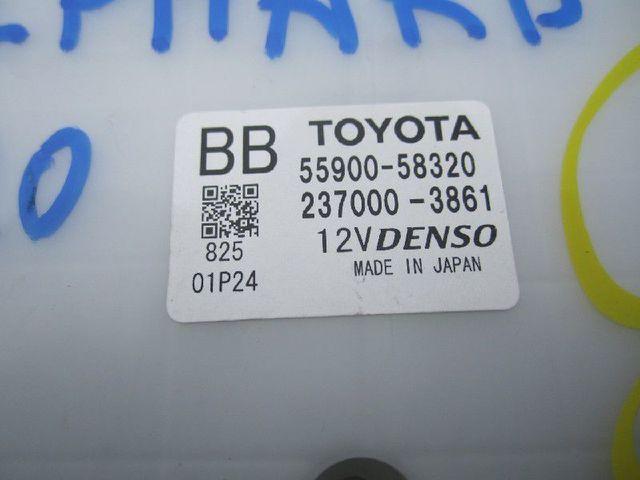 BB TOYOTA
55900-58320
237000-3861
825 12V DENSO
01P24 MADE IN JAPAN